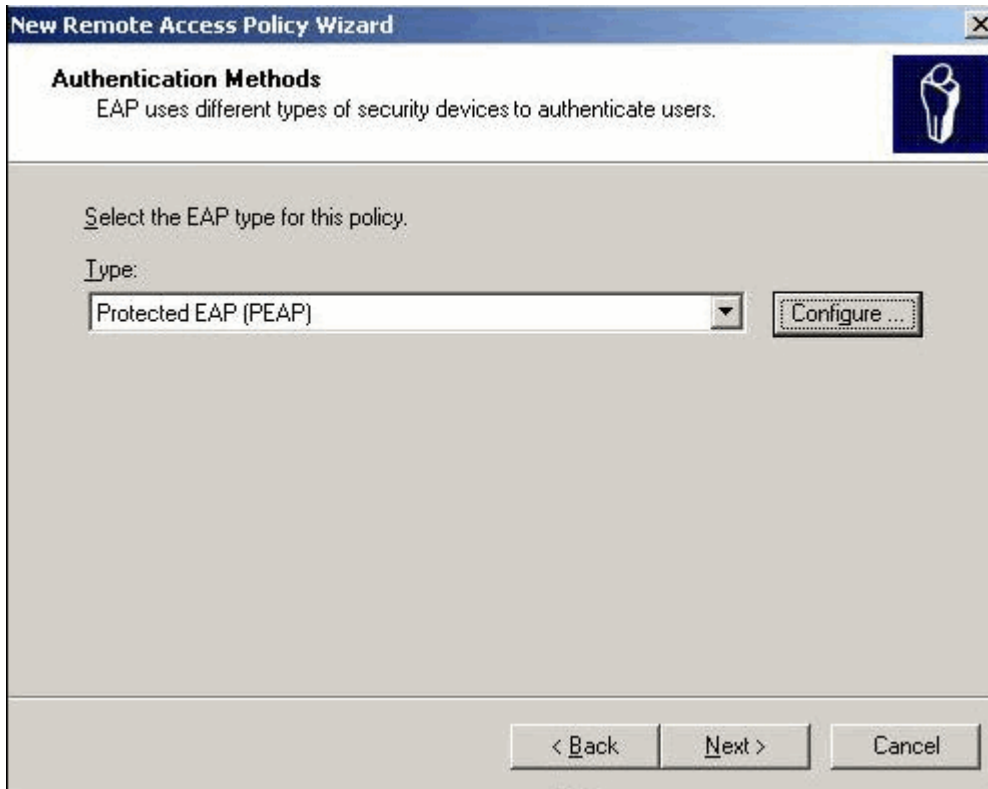 New Remote Access Policy Wizard
Authentication Methods
EAP uses different types of security devices to authenticate users.
Select the EAP type for this policy.
Type:
Protected EAP (PEAP)
Configure ...
< Back
Next >
Cancel